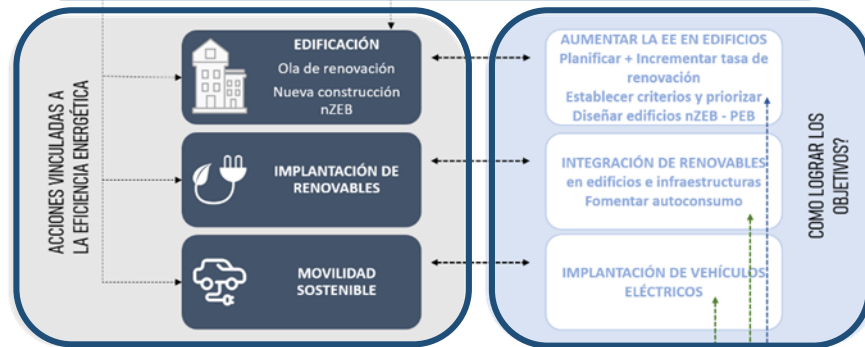 ACCIONES VINCULADAS A
LA EFICIENCIA ENERGÉTICA
EDIFICACIÓN
Ola de renovación
Nueva construcción
nZEB
IMPLANTACIÓN DE
RENOVABLES
MOVILIDAD
SOSTENIBLE
AUMENTAR LA EE EN EDIFICIOS
Planificar + Incrementar tasa de
renovación
Establecer criterios y priorizar
Diseñar edificios nZEB - PEB
INTEGRACIÓN DE RENOVABLES
en edificios e infraestructuras
Fomentar autoconsumo
IMPLANTACIÓN DE VEHÍCULOS
ELÉCTRICOS
COMO LOGRAR LOS
OBJETIVOS?